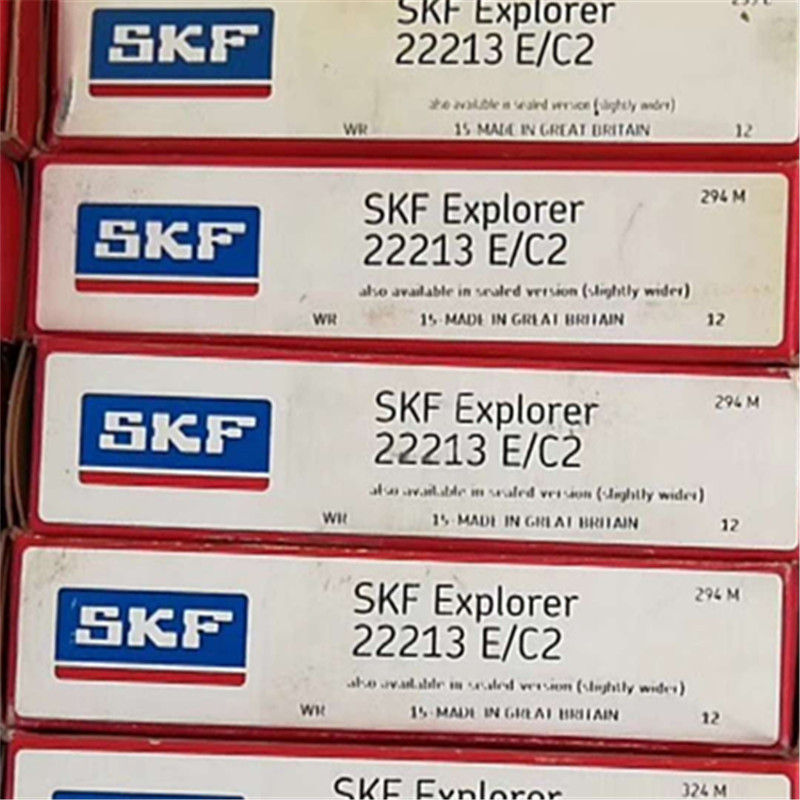 SKF
SKF Explorer
22213 E/C2
also available in sealed version (slightly wider)
WR 15 MADE IN GREAT BRITAIN 12
SKF
SKF Explorer 294 M
22213 E/C2
also available in sealed version (slightly wider)
WR 15 MADE IN GREAT BRITAIN 12
SKF
SKF Explorer 294 M
22213 E/C2
also available in sealed version (slightly wider)
WR 15 MADE IN GREAT BRITAIN 12
SKF
SKF Explorer 294 M
22213 E/C2
also available in sealed version (slightly wider)
WR 15 MADE IN GREAT BRITAIN 12
SKF Explorer 324 M